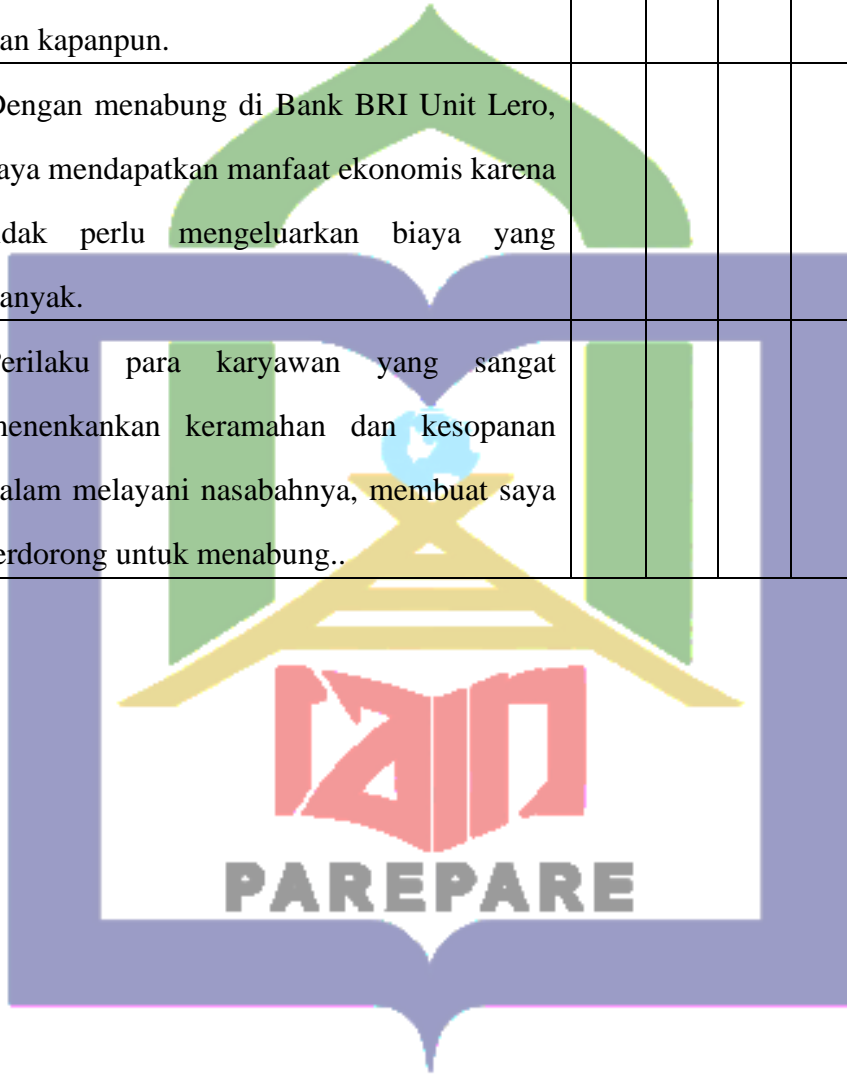 an kapanpun.
Dengan menabung di Bank BRI Unit Lero,
aya mendapatkan manfaat ekonomis karena
idak perlu mengeluarkan biaya yang
anyak.
Perilaku para karyawan yang sangat
menenkankan keramahan dan kesopanan
alam melayani nasabahnya, membuat saya
erdorong untuk menabung..
iain
PAREPARE